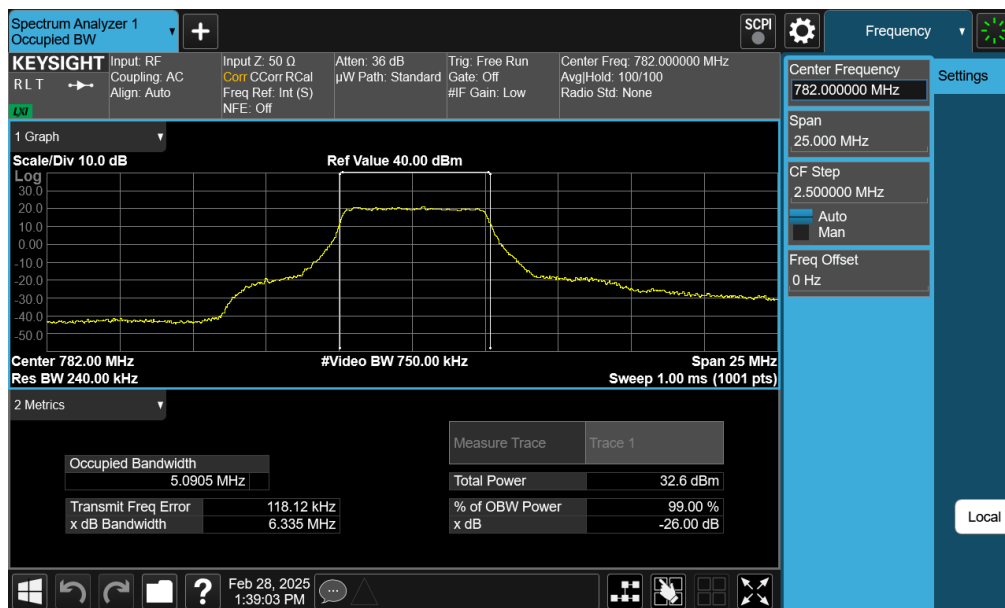 Spectrum Analyzer 1
Occupied BW
SCPI
Frequency
KEYSIGHT
R L T
LXI
Input: RF
Coupling: AC
Align: Auto
Input Z: 50 Ω
Corr CCorr RCal
Freq Ref: Int (S)
NFE: Off
Atten: 36 dB
µW Path: Standard
Trig: Free Run
Gate: Off
#IF Gain: Low
Center Freq: 782.000000 MHz
Avg|Hold: 100/100
Radio Std: None
Center Frequency
782.000000 MHz
Settings
Span
25.000 MHz
CF Step
2.500000 MHz
Auto
Man
Freq Offset
0 Hz
1 Graph
Scale/Div 10.0 dB
Ref Value 40.00 dBm
Log
30.0
20.0
10.0
0.00
-10.0
-20.0
-30.0
-40.0
-50.0
Center 782.00 MHz
#Video BW 750.00 kHz
Span 25 MHz
Res BW 240.00 kHz
Sweep 1.00 ms (1001 pts)
2 Metrics
Measure Trace
Trace 1
Occupied Bandwidth
5.0905 MHz
Total Power
32.6 dBm
Transmit Freq Error
118.12 kHz
% of OBW Power
99.00 %
x dB Bandwidth
6.335 MHz
x dB
-26.00 dB
Local
?
Feb 28, 2025
1:39:03 PM